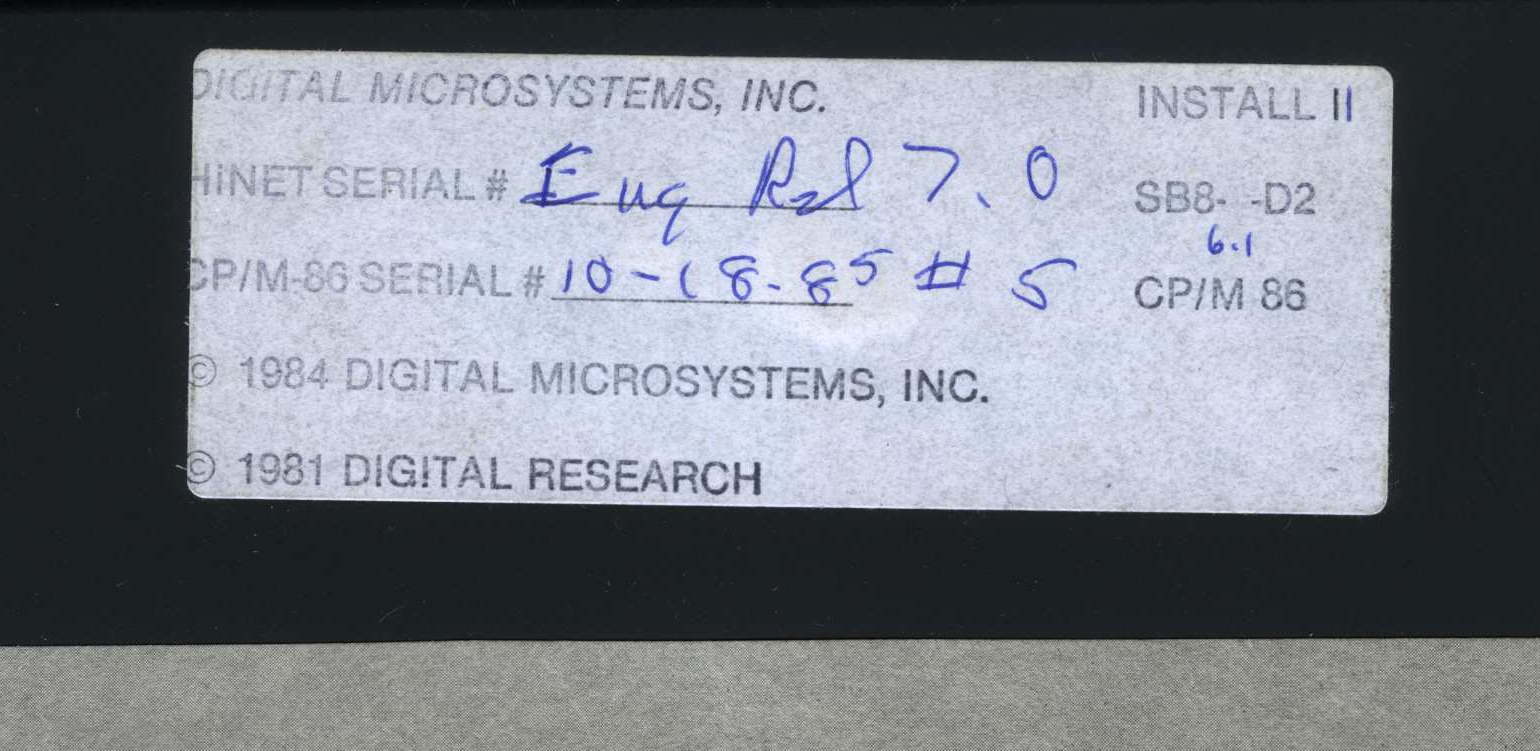 DIGITAL MICROSYSTEMS, INC. INSTALL II
HiNET SERIAL # Eng Rel 7.0 SB8- -D2
6.1
CP/M-86 SERIAL # 10-18-85 # 5 CP/M 86
© 1984 DIGITAL MICROSYSTEMS, INC.
© 1981 DIGITAL RESEARCH